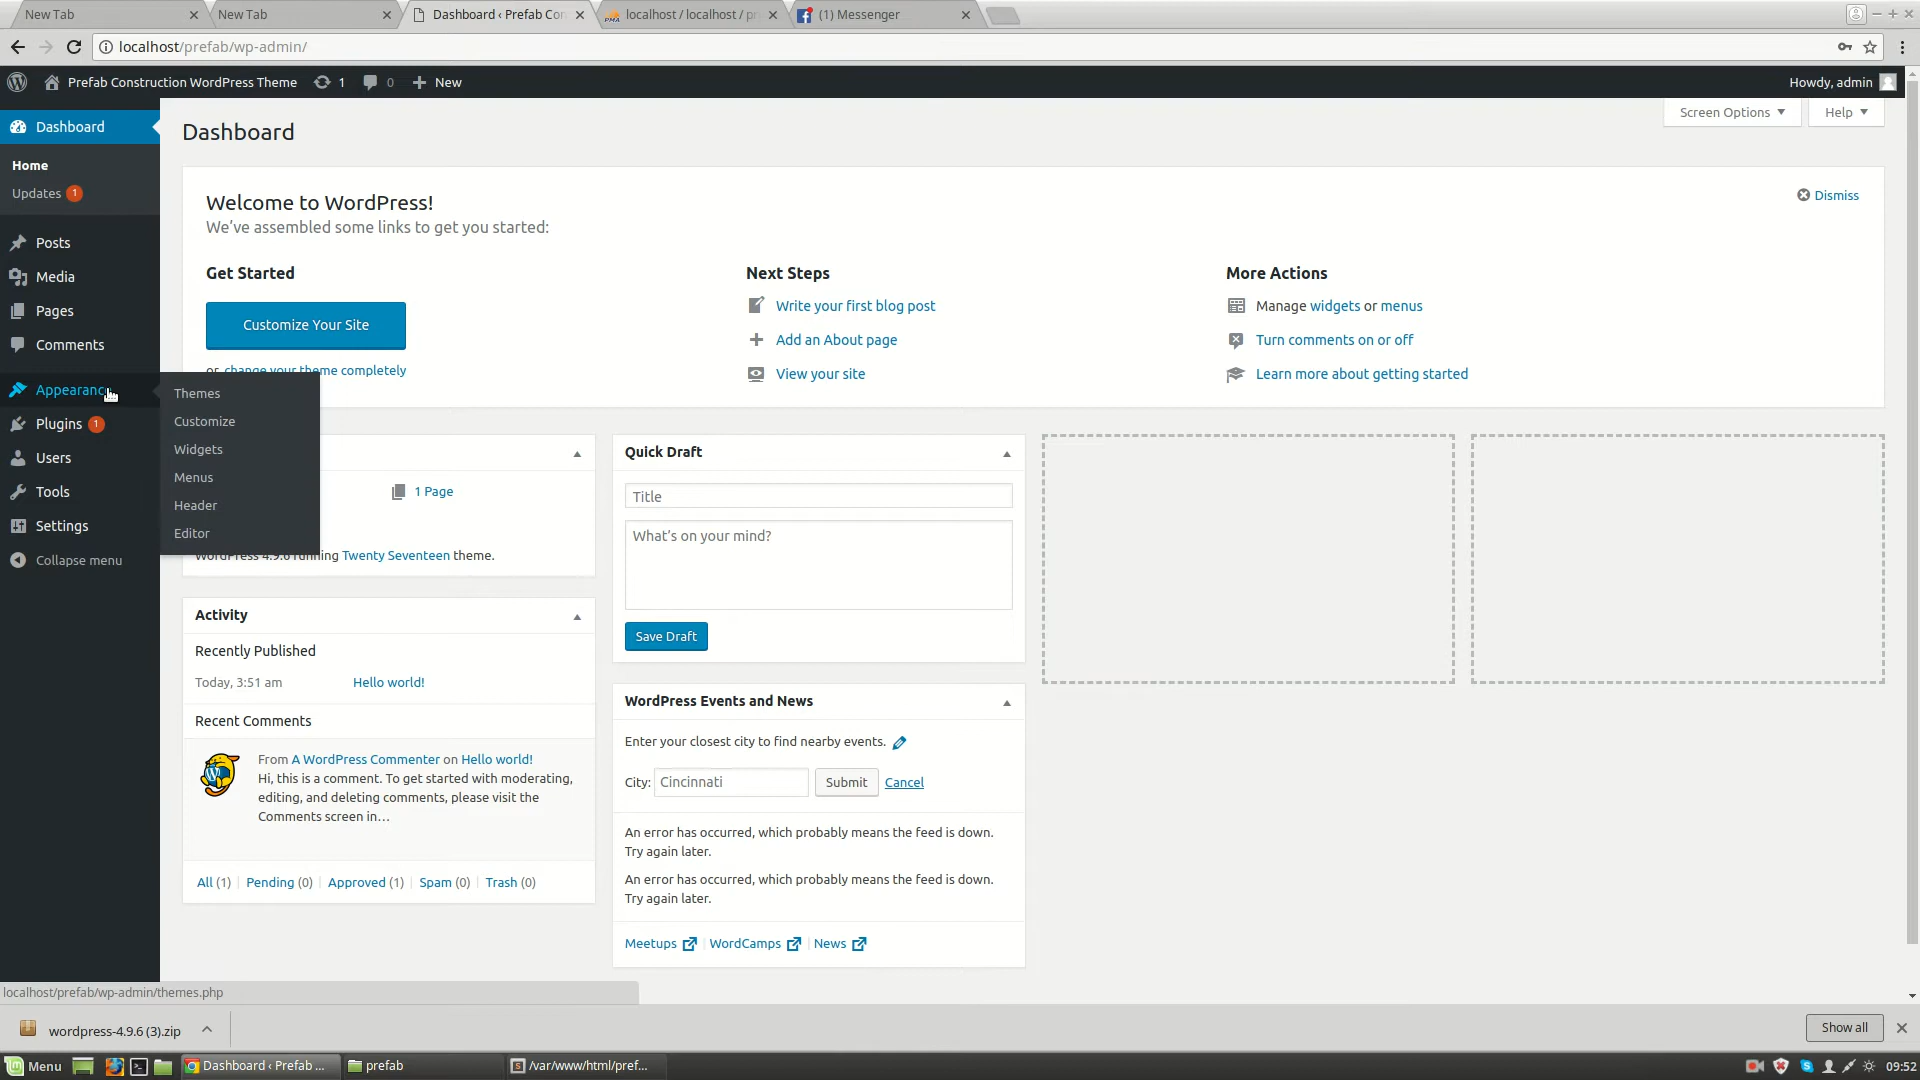 New Tab
New Tab
Dashboard ‹ Prefab Con
localhost / localhost / pr
(1) Messenger
localhost/prefab/wp-admin/
Prefab Construction WordPress Theme
1
0
New
Howdy, admin
Dashboard
Home
Updates 1
Posts
Media
Pages
Comments
Appearanc
Plugins 1
Users
Tools
Settings
Collapse menu
Themes
Customize
Widgets
Menus
Header
Editor
Dashboard
Screen Options
Help
Welcome to WordPress!
We've assembled some links to get you started:
Dismiss
Get Started
Customize Your Site
or, change your theme completely
Next Steps
Write your first blog post
Add an About page
View your site
More Actions
Manage widgets or menus
Turn comments on or off
Learn more about getting started
1 Page
WordPress 4.9.6 running Twenty Seventeen theme.
Activity
Recently Published
Today, 3:51 am
Hello world!
Recent Comments
From A WordPress Commenter on Hello world!
Hi, this is a comment. To get started with moderating,
editing, and deleting comments, please visit the
Comments screen in…
All (1) | Pending (0) | Approved (1) | Spam (0) | Trash (0)
Quick Draft
Title
What's on your mind?
Save Draft
WordPress Events and News
Enter your closest city to find nearby events.
City:
Cincinnati
Submit
Cancel
An error has occurred, which probably means the feed is down.
Try again later.
An error has occurred, which probably means the feed is down.
Try again later.
Meetups | WordCamps | News
localhost/prefab/wp-admin/themes.php
wordpress-4.9.6 (3).zip
Show all
Menu
Dashboard ‹ Prefab ...
prefab
/var/www/html/pref...
09:52